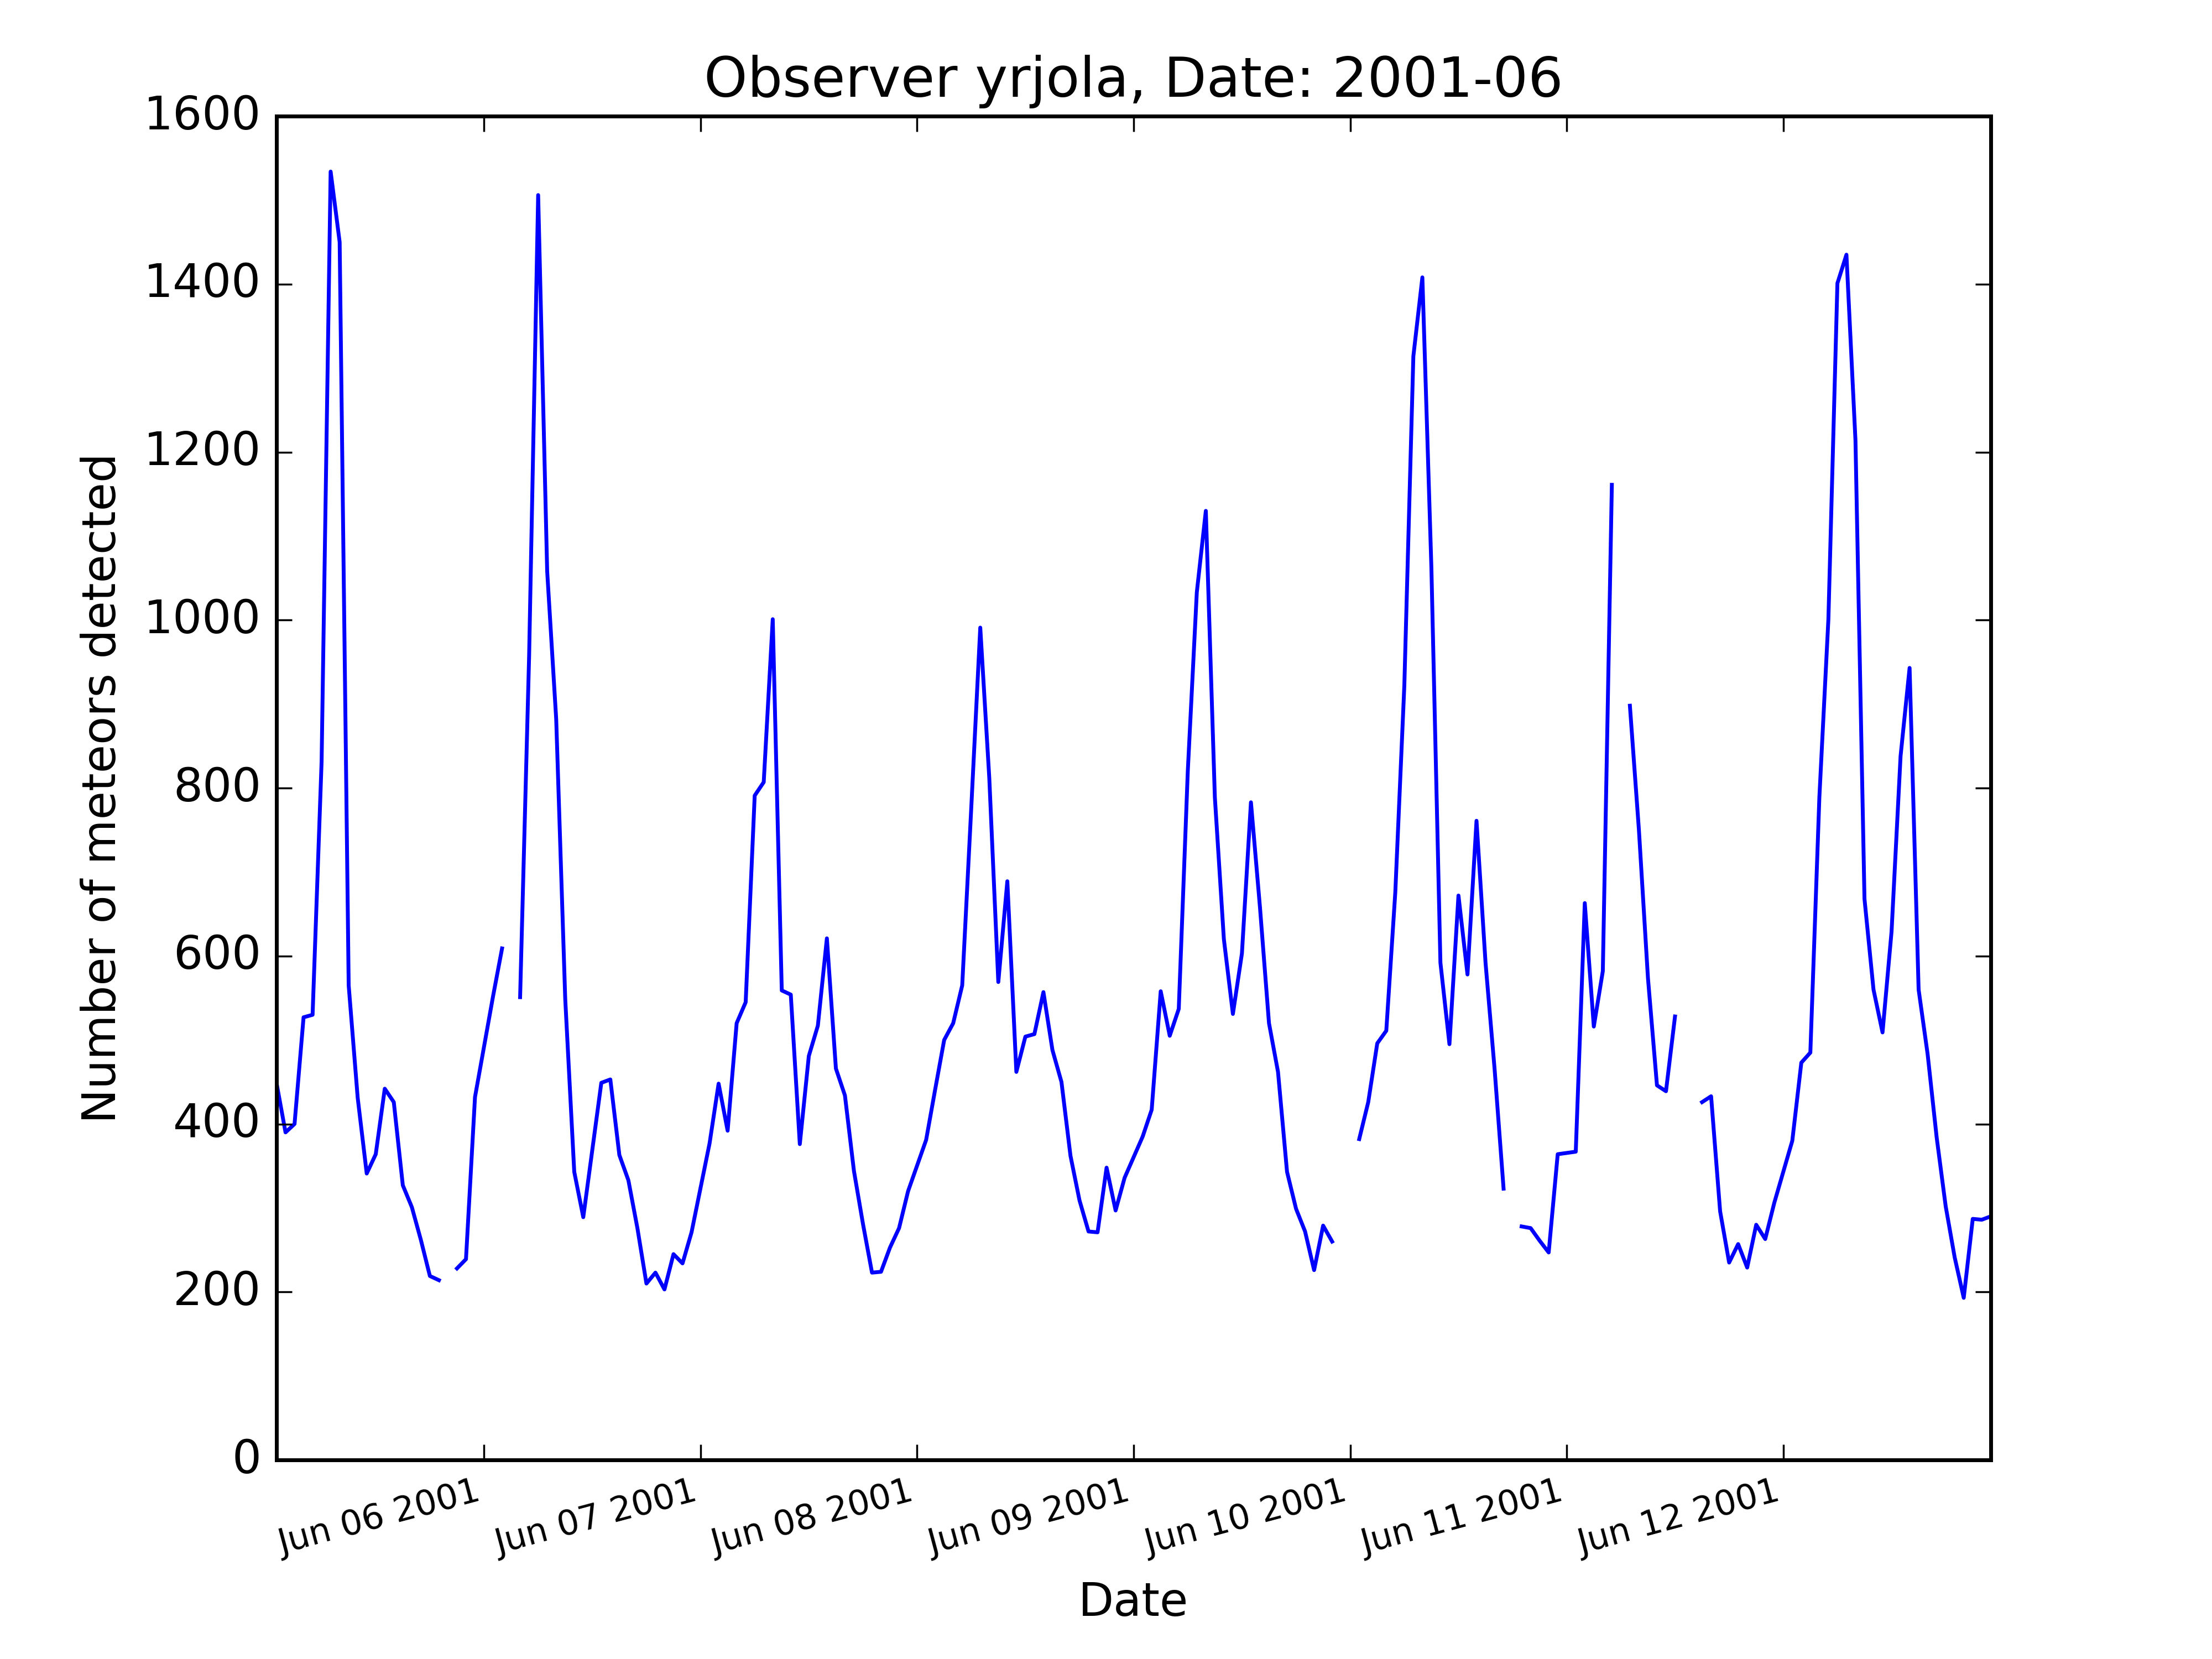 Observer yrjola, Date: 2001-06
1600
1400
1200
1000
800
600
400
200
0
Number of meteors detected
Jun 06 2001
Jun 07 2001
Jun 08 2001
Jun 09 2001
Jun 10 2001
Jun 11 2001
Jun 12 2001
Date